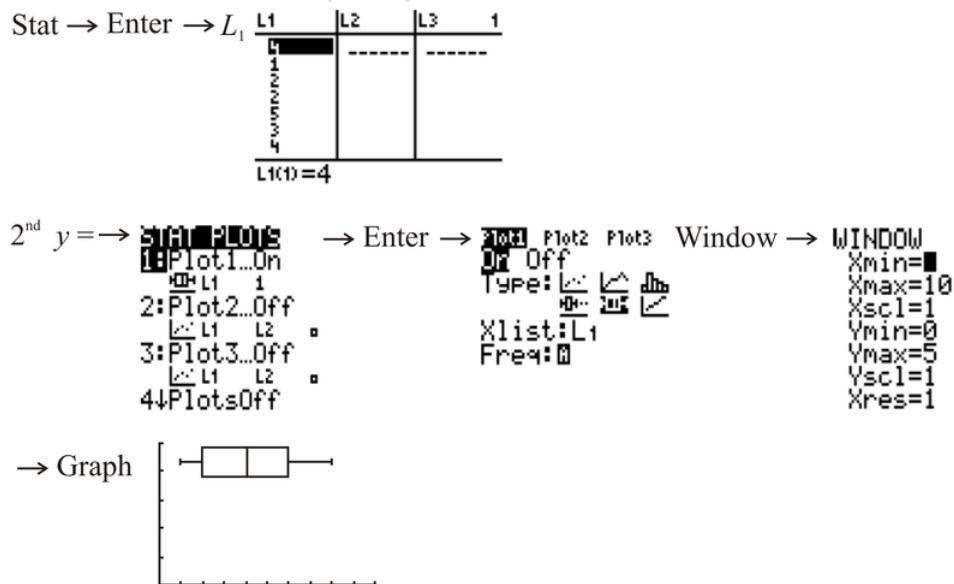 Stat → Enter → L₁
L1 L2 L3 1
4 ------ ------
1
2
2
5
3
4
L1(1)=4
2ⁿᵈ y = →
STAT PLOTS
1:Plot1…On
L1 1
2:Plot2…Off
L1 L2 ▫
3:Plot3…Off
L1 L2 ▫
4↓PlotsOff
→ Enter →
Plot1 Plot2 Plot3
On Off
Type:
Xlist:L₁
Freq:
Window →
WINDOW
Xmin=
Xmax=10
Xscl=1
Ymin=0
Ymax=5
Yscl=1
Xres=1
→ Graph